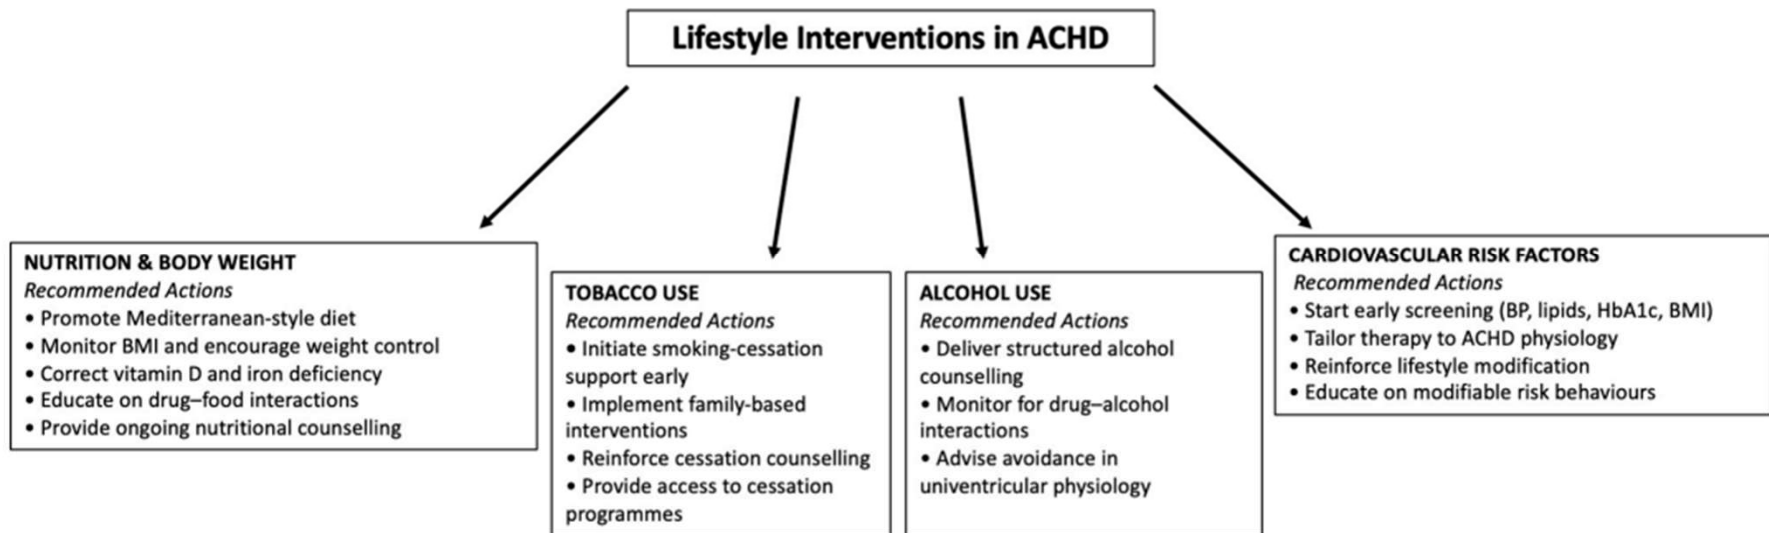 Lifestyle Interventions in ACHD
NUTRITION & BODY WEIGHT
Recommended Actions
• Promote Mediterranean-style diet
• Monitor BMI and encourage weight control
• Correct vitamin D and iron deficiency
• Educate on drug–food interactions
• Provide ongoing nutritional counselling
TOBACCO USE
Recommended Actions
• Initiate smoking-cessation
support early
• Implement family-based
interventions
• Reinforce cessation counselling
• Provide access to cessation
programmes
ALCOHOL USE
Recommended Actions
• Deliver structured alcohol
counselling
• Monitor for drug–alcohol
interactions
• Advise avoidance in
univentricular physiology
CARDIOVASCULAR RISK FACTORS
Recommended Actions
• Start early screening (BP, lipids, HbA1c, BMI)
• Tailor therapy to ACHD physiology
• Reinforce lifestyle modification
• Educate on modifiable risk behaviours